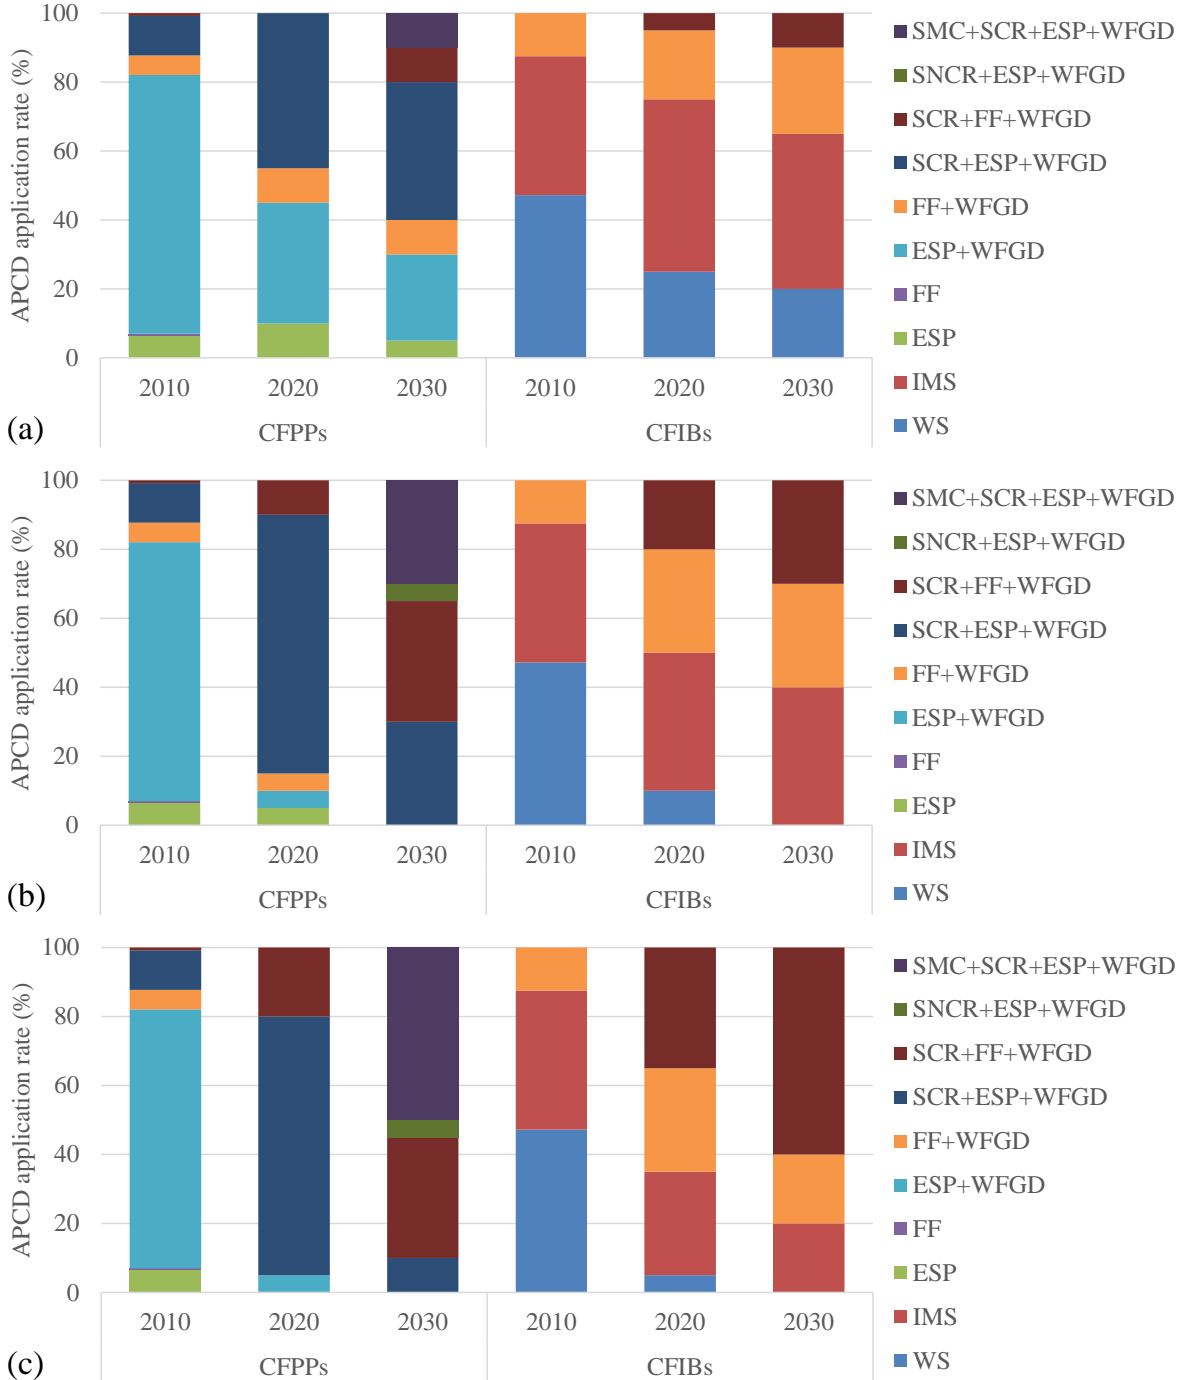 APCD application rate (%)
100
80
60
40
20
0
2010 2020 2030 2010 2020 2030
CFPPs CFIBs
(a)
SMC+SCR+ESP+WFGD
SNCR+ESP+WFGD
SCR+FF+WFGD
SCR+ESP+WFGD
FF+WFGD
ESP+WFGD
FF
ESP
IMS
WS
APCD application rate (%)
100
80
60
40
20
0
2010 2020 2030 2010 2020 2030
CFPPs CFIBs
(b)
SMC+SCR+ESP+WFGD
SNCR+ESP+WFGD
SCR+FF+WFGD
SCR+ESP+WFGD
FF+WFGD
ESP+WFGD
FF
ESP
IMS
WS
APCD application rate (%)
100
80
60
40
20
0
2010 2020 2030 2010 2020 2030
CFPPs CFIBs
(c)
SMC+SCR+ESP+WFGD
SNCR+ESP+WFGD
SCR+FF+WFGD
SCR+ESP+WFGD
FF+WFGD
ESP+WFGD
FF
ESP
IMS
WS